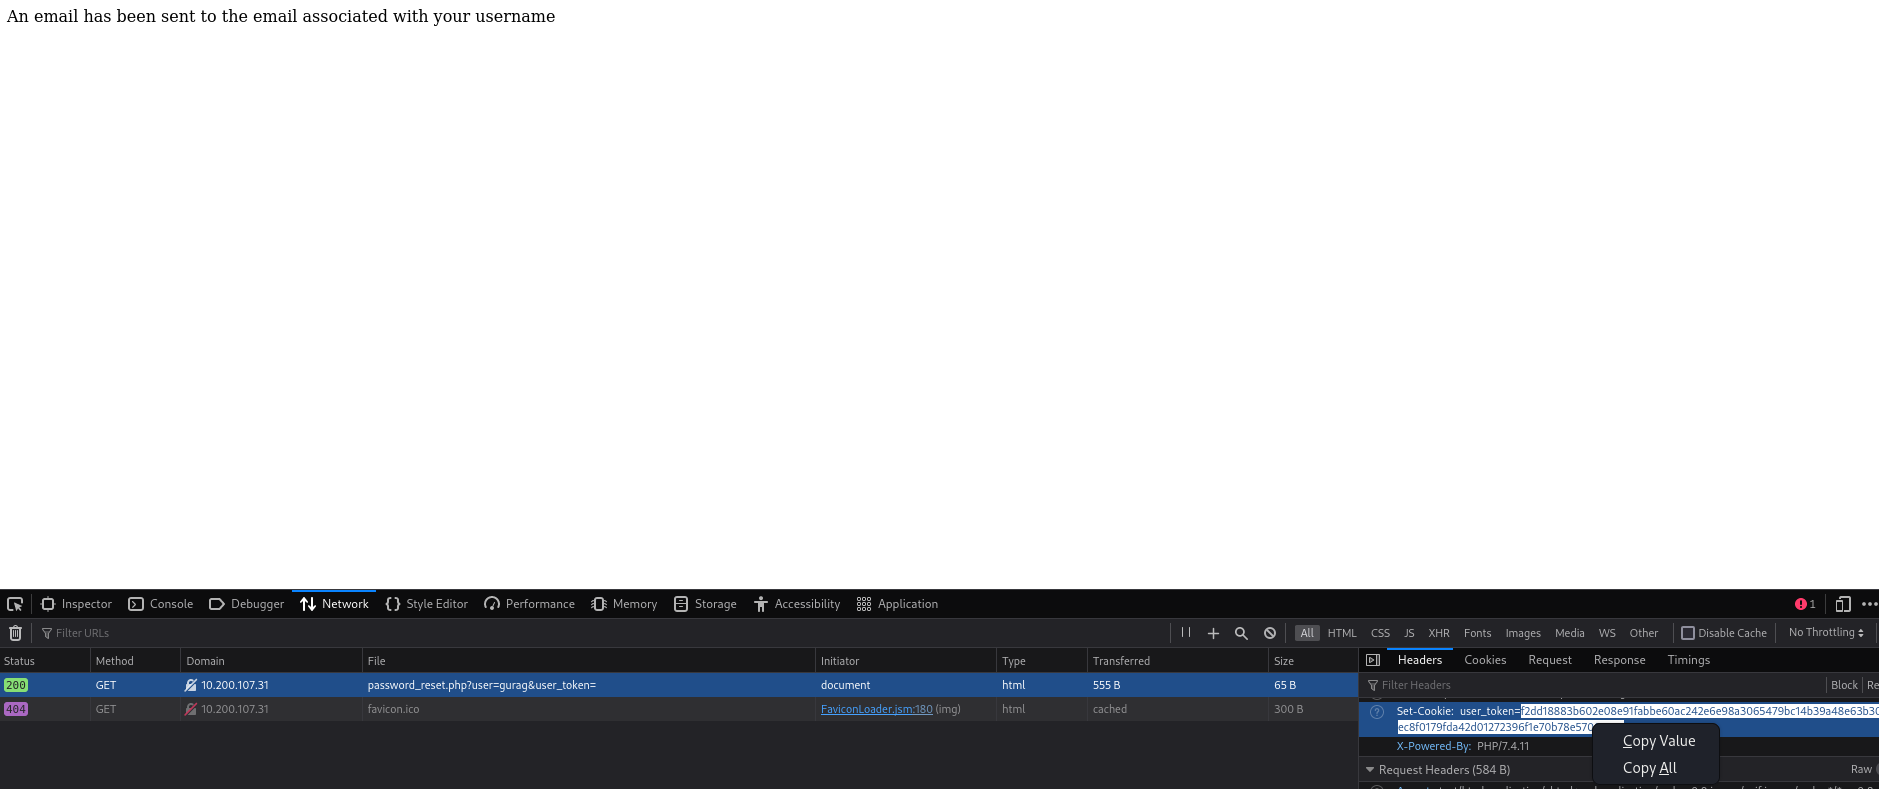 An email has been sent to the email associated with your username
Inspector Console Debugger Network Style Editor Performance Memory Storage Accessibility Application 1
Filter URLs All HTML CSS JS XHR Fonts Images Media WS Other Disable Cache No Throttling
Status Method Domain File Initiator Type Transferred Size Headers Cookies Request Response Timings
200 GET 10.200.107.31 password_reset.php?user=gurag&user_token= document html 555 B 65 B Filter Headers Block Re
404 GET 10.200.107.31 favicon.ico FaviconLoader.jsm:180 (img) html cached 300 B
Set-Cookie: user_token=f2dd18883b602e08e91fabbe60ac242e6e98a3065479bc14b39a48e63b30
ec8f0179fda42d01272396f1e70b78e570
Copy Value
X-Powered-By: PHP/7.4.11
Copy All
Request Headers (584 B) Raw